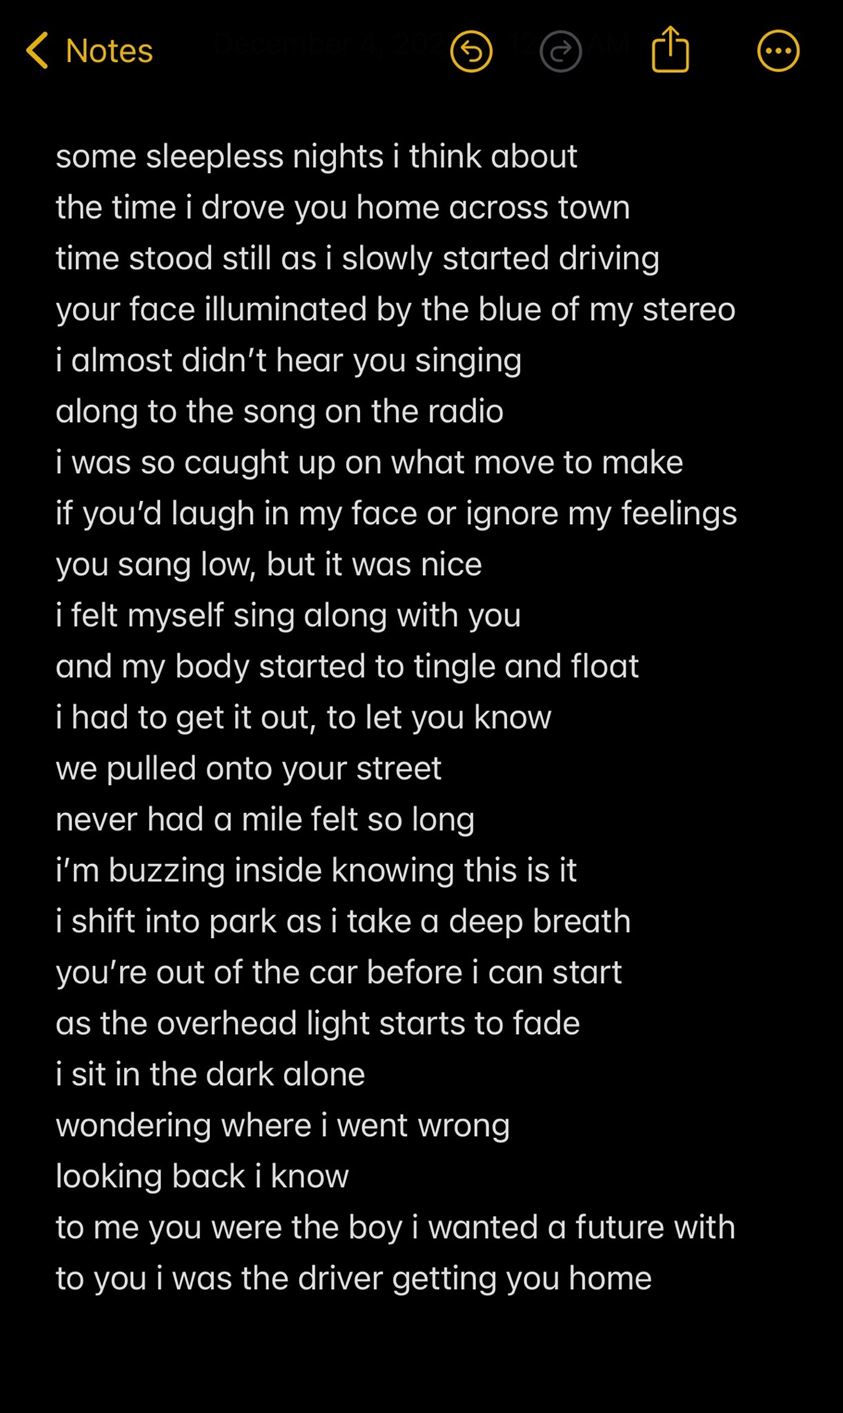 Notes
some sleepless nights i think about
the time i drove you home across town
time stood still as i slowly started driving
your face illuminated by the blue of my stereo
i almost didn’t hear you singing
along to the song on the radio
i was so caught up on what move to make
if you’d laugh in my face or ignore my feelings
you sang low, but it was nice
i felt myself sing along with you
and my body started to tingle and float
i had to get it out, to let you know
we pulled onto your street
never had a mile felt so long
i’m buzzing inside knowing this is it
i shift into park as i take a deep breath
you’re out of the car before i can start
as the overhead light starts to fade
i sit in the dark alone
wondering where i went wrong
looking back i know
to me you were the boy i wanted a future with
to you i was the driver getting you home